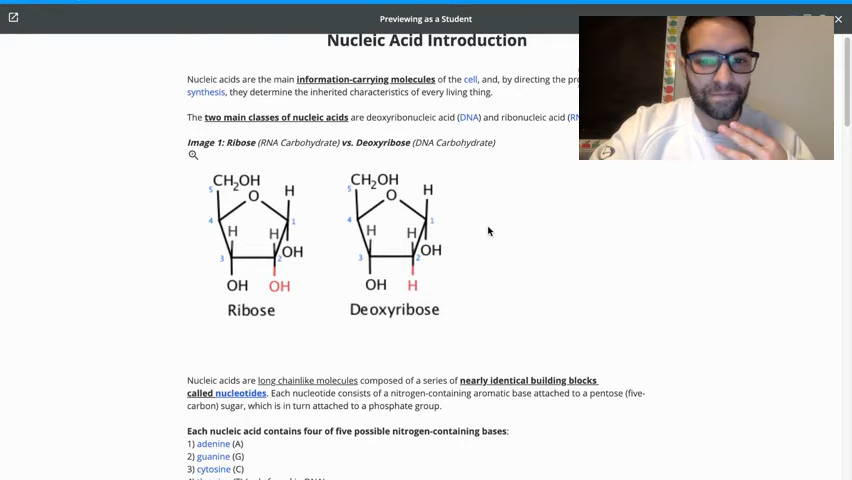 Previewing as a Student
Nucleic Acid Introduction
Nucleic acids are the main information-carrying molecules of the cell, and, by directing the
synthesis, they determine the inherited characteristics of every living thing.
The two main classes of nucleic acids are deoxyribonucleic acid (DNA) and ribonucleic acid
Image 1: Ribose (RNA Carbohydrate) vs. Deoxyribose (DNA Carbohydrate)
5 CH2OH O H 4 1 H H OH 3 2 OH OH
Ribose
5 CH2OH O H 4 1 H H OH 3 2 OH H
Deoxyribose
Nucleic acids are long chainlike molecules composed of a series of nearly identical building blocks
called nucleotides. Each nucleotide consists of a nitrogen-containing aromatic base attached to a pentose (five-
carbon) sugar, which is in turn attached to a phosphate group.
Each nucleic acid contains four of five possible nitrogen-containing bases:
1) adenine (A)
2) guanine (G)
3) cytosine (C)